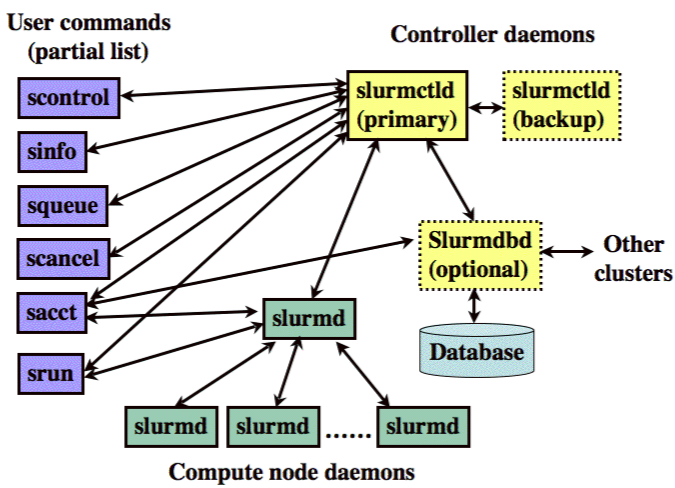 User commands
(partial list)
Controller daemons
scontrol
slurmctld
(primary)
slurmctld
(backup)
sinfo
squeue
scancel
Slurmdbd
(optional)
Other
clusters
sacct
slurmd
srun
Database
slurmd
slurmd
......
slurmd
Compute node daemons